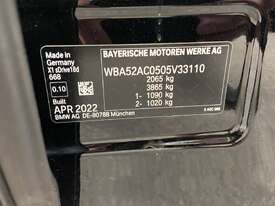 Made in
Germany
X1 sDrive18d
668
0.10
Built
APR 2022
BMW AG DE-80788 München
BAYERISCHE MOTOREN WERKE AG
WBA52AC0505V33110
2065 kg
3865 kg
1- 1090 kg
2- 1020 kg